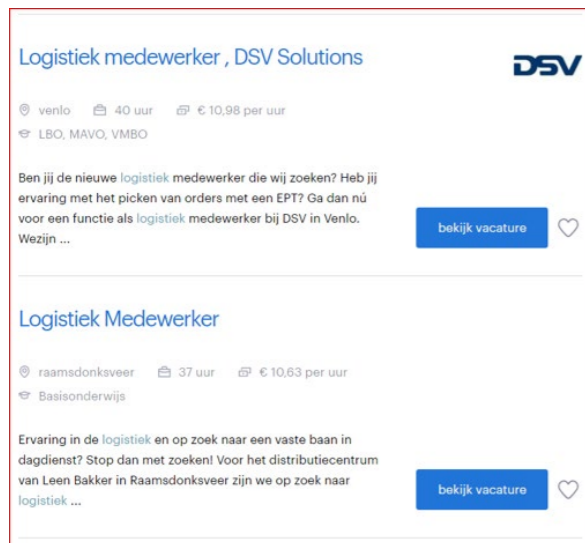 Logistiek medewerker , DSV Solutions
DSV
venlo 40 uur € 10,98 per uur
LBO, MAVO, VMBO
Ben jij de nieuwe logistiek medewerker die wij zoeken? Heb jij
ervaring met het picken van orders met een EPT? Ga dan nú
voor een functie als logistiek medewerker bij DSV in Venlo.
Wezijn ...
bekijk vacature
Logistiek Medewerker
raamsdonksveer 37 uur € 10,63 per uur
Basisonderwijs
Ervaring in de logistiek en op zoek naar een vaste baan in
dagdienst? Stop dan met zoeken! Voor het distributiecentrum
van Leen Bakker in Raamsdonksveer zijn we op zoek naar
logistiek ...
bekijk vacature